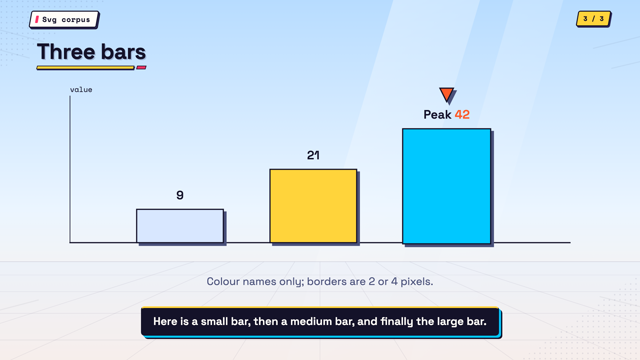 Svg corpus
3 / 3
Three bars
value
Peak 42
21
9
Colour names only; borders are 2 or 4 pixels.
Here is a small bar, then a medium bar, and finally the large bar.